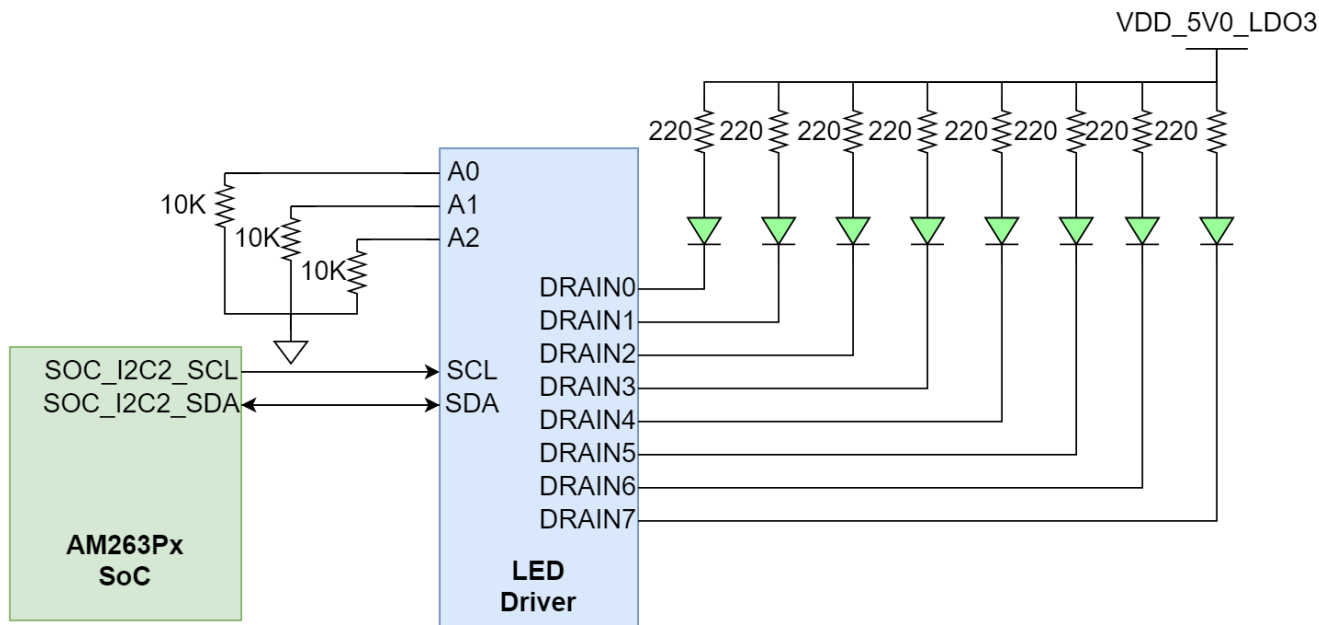 VDD_5V0_LDO3
220 220 220 220 220 220 220 220
A0
10K
A1
10K
A2
10K
DRAIN0
DRAIN1
DRAIN2
DRAIN3
DRAIN4
DRAIN5
DRAIN6
DRAIN7
SOC_I2C2_SCL
SCL
SOC_I2C2_SDA
SDA
AM263Px
SoC
LED
Driver